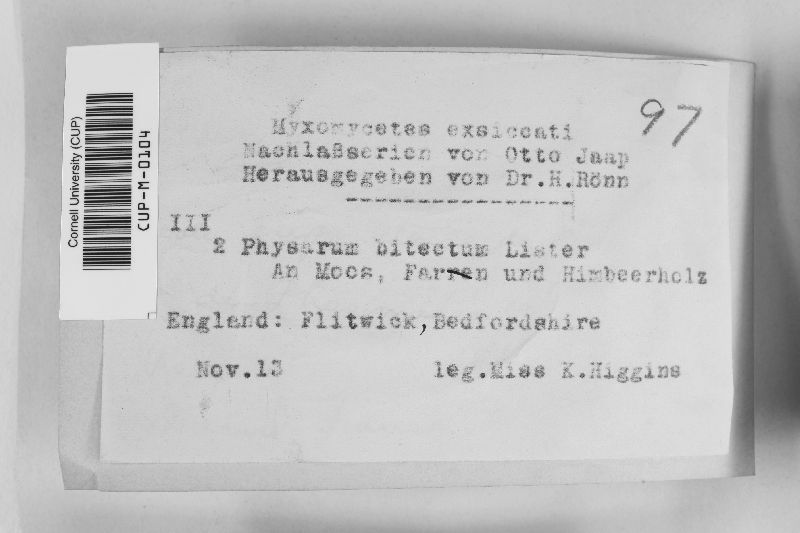 Cornell University (CUP)
CUP-M-0104
97
Myxomycetes exsiccati
Nachlaßserien von Otto Jaap
Herausgegeben von Dr.H.Rönn
----------------
III
2 Physarum bitectum Lister
An Moos, Farren und Himbeerholz
England: Flitwick,Bedfordshire
Nov.13 leg.Miss K.Higgins